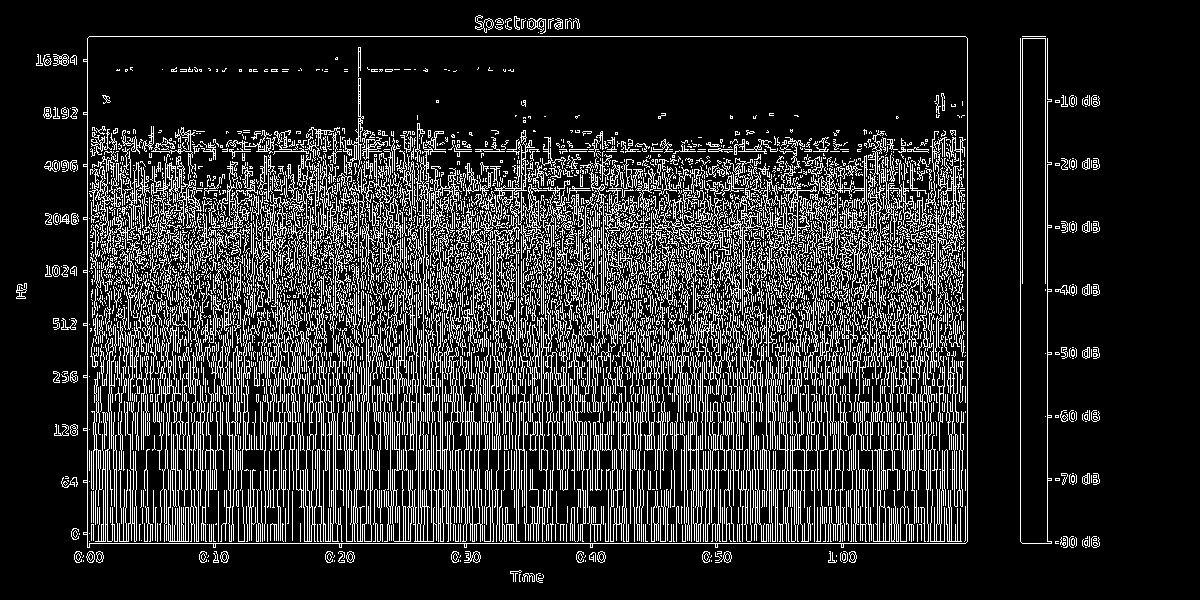 Spectrogram
16384
8192
4096
2048
1024
512
256
128
64
0
Hz
0:00 0:10 0:20 0:30 0:40 0:50 1:00
Time
-10 dB
-20 dB
-30 dB
-40 dB
-50 dB
-60 dB
-70 dB
-80 dB